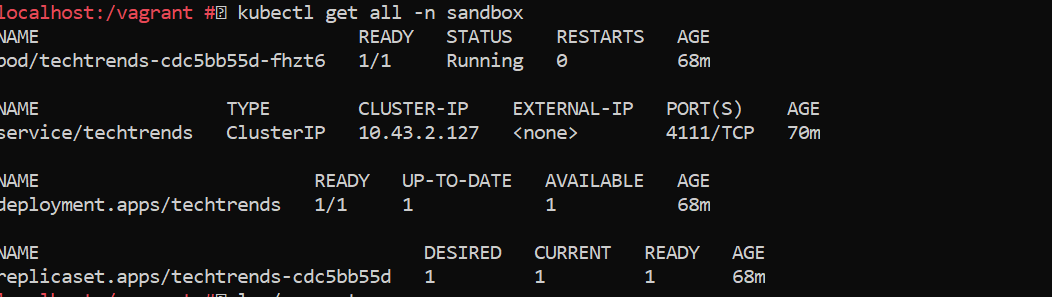 localhost:/vagrant # kubectl get all -n sandbox
NAME READY STATUS RESTARTS AGE
pod/techtrends-cdc5bb55d-fhzt6 1/1 Running 0 68m
NAME TYPE CLUSTER-IP EXTERNAL-IP PORT(S) AGE
service/techtrends ClusterIP 10.43.2.127 <none> 4111/TCP 70m
NAME READY UP-TO-DATE AVAILABLE AGE
deployment.apps/techtrends 1/1 1 1 68m
NAME DESIRED CURRENT READY AGE
replicaset.apps/techtrends-cdc5bb55d 1 1 1 68m
localhost:/vagrant #